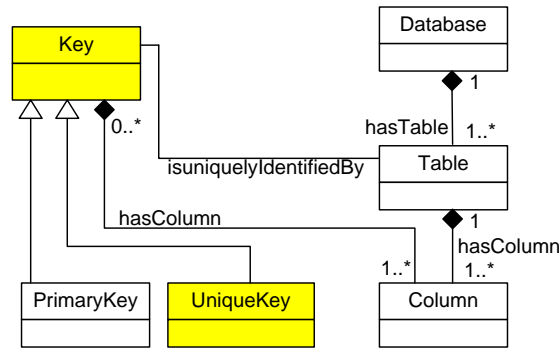 Key
Database
0..*
1
hasTable
1..*
isuniquelyIdentifiedBy
Table
hasColumn
1
hasColumn
1..*
1..*
PrimaryKey
UniqueKey
Column